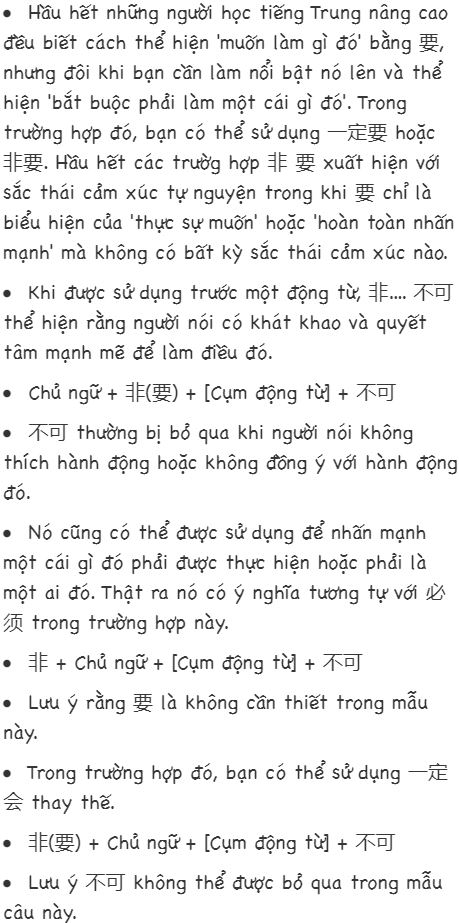 • Hầu hết những người học tiếng Trung nâng cao
đều biết cách thể hiện 'muốn làm gì đó' bằng 要,
nhưng đôi khi bạn cần làm nổi bật nó lên và thể
hiện 'bắt buộc phải làm một cái gì đó'. Trong
trường hợp đó, bạn có thể sử dụng 一定要 hoặc
非要. Hầu hết các trườg hợp 非 要 xuất hiện với
sắc thái cảm xúc tự nguyện trong khi 要 chỉ là
biểu hiện của 'thực sự muốn' hoặc 'hoàn toàn nhấn
mạnh' mà không có bất kỳ sắc thái cảm xúc nào.
• Khi được sử dụng trước một động từ, 非.... 不可
thể hiện rằng người nói có khát khao và quyết
tâm mạnh mẽ để làm điều đó.
• Chủ ngữ + 非(要) + [Cụm động từ] + 不可
• 不可 thường bị bỏ qua khi người nói không
thích hành động hoặc không đồng ý với hành động
đó.
• Nó cũng có thể được sử dụng để nhấn mạnh
một cái gì đó phải được thực hiện hoặc phải là
một ai đó. Thật ra nó có ý nghĩa tương tự với 必
须 trong trường hợp này.
• 非 + Chủ ngữ + [Cụm động từ] + 不可
• Lưu ý rằng 要 là không cần thiết trong mẫu
này.
• Trong trường hợp đó, bạn có thể sử dụng 一定
会 thay thế.
• 非(要) + Chủ ngữ + [Cụm động từ] + 不可
• Lưu ý 不可 không thể được bỏ qua trong mẫu
câu này.